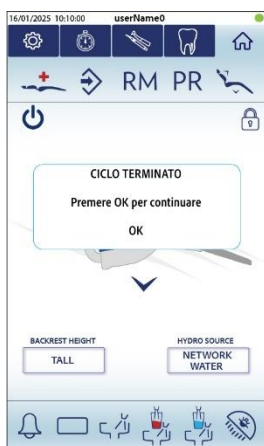 16/01/2025 10:10:00 userName0
RM PR
CICLO TERMINATO
Premere OK per continuare
OK
BACKREST HEIGHT
TALL
HYDRO SOURCE
NETWORK
WATER